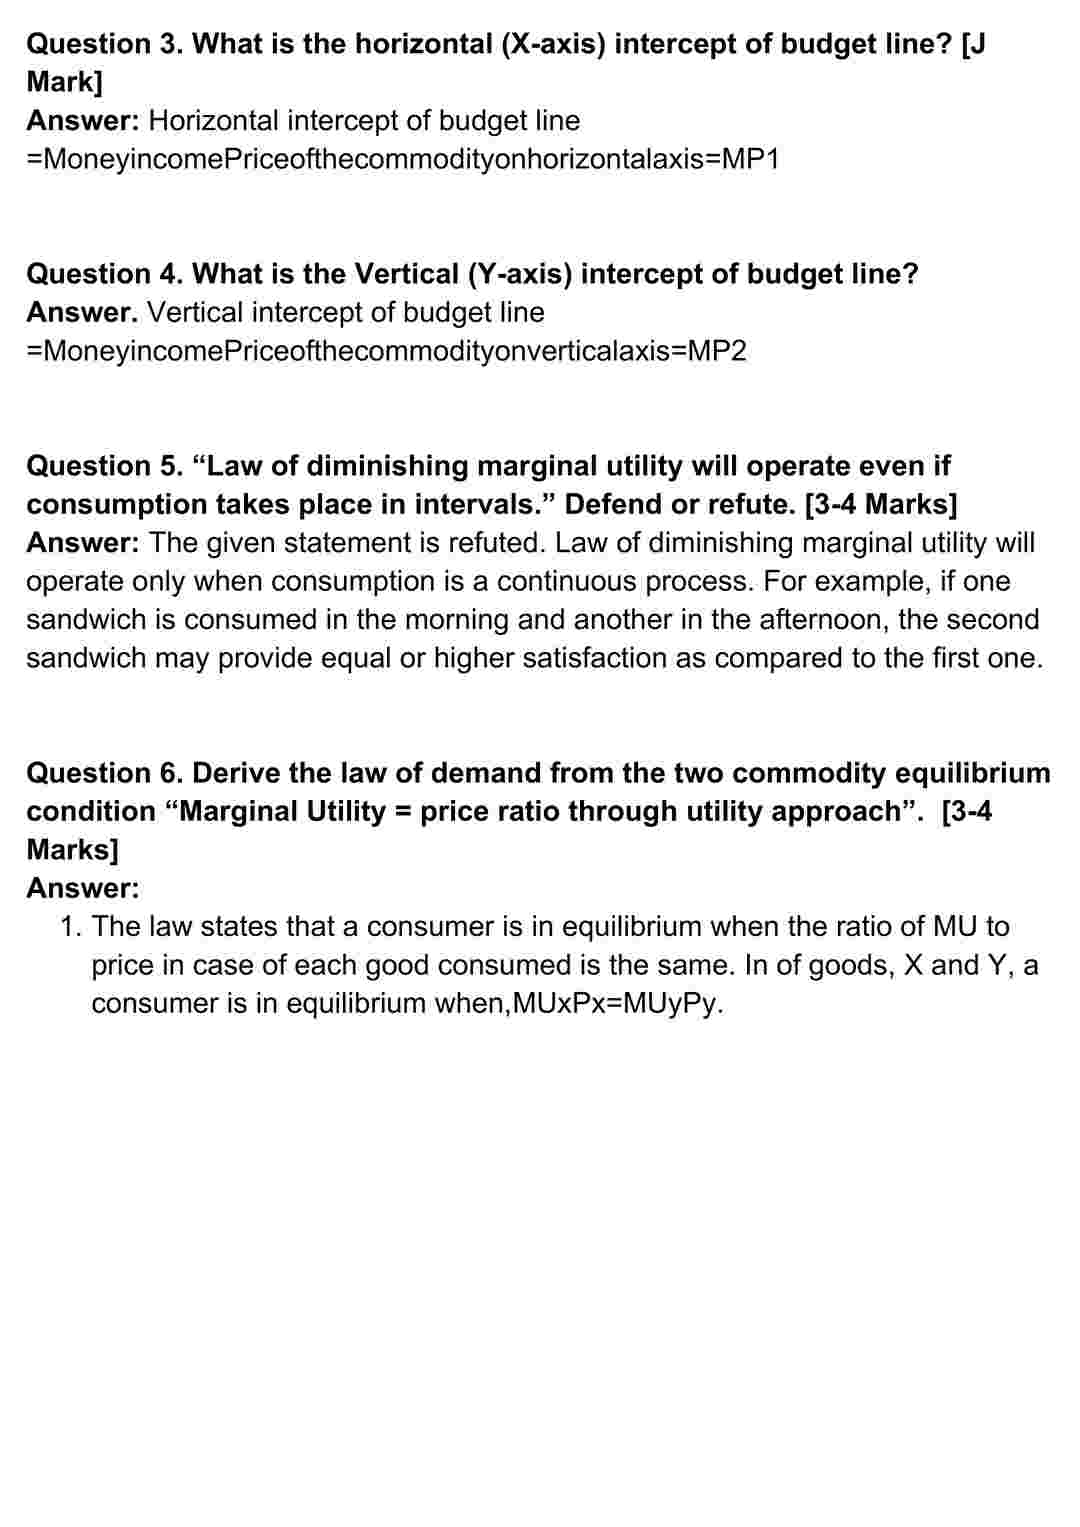 Question 3. What is the horizontal (X-axis) intercept of budget line? [J
Mark]
Answer: Horizontal intercept of budget line
=MoneyincomePriceofthecommodityonhorizontalaxis=MP1
Question 4. What is the Vertical (Y-axis) intercept of budget line?
Answer. Vertical intercept of budget line
=MoneyincomePriceofthecommodityonverticalaxis=MP2
Question 5. “Law of diminishing marginal utility will operate even if
consumption takes place in intervals.” Defend or refute. [3-4 Marks]
Answer: The given statement is refuted. Law of diminishing marginal utility will
operate only when consumption is a continuous process. For example, if one
sandwich is consumed in the morning and another in the afternoon, the second
sandwich may provide equal or higher satisfaction as compared to the first one.
Question 6. Derive the law of demand from the two commodity equilibrium
condition “Marginal Utility = price ratio through utility approach”.  [3-4
Marks]
Answer:
1. The law states that a consumer is in equilibrium when the ratio of MU to
price in case of each good consumed is the same. In of goods, X and Y, a
consumer is in equilibrium when,MUxPx=MUyPy.